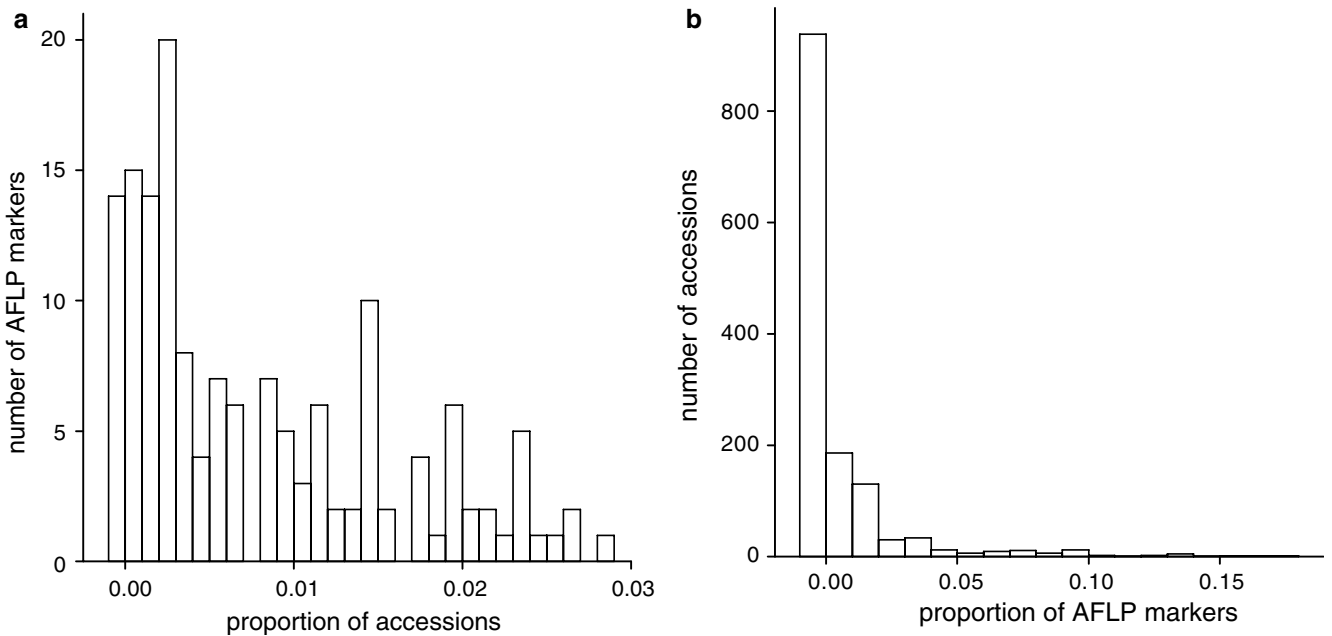 a
number of AFLP markers
20
15
10
5
0
0.00 0.01 0.02 0.03
proportion of accessions
b
number of accessions
800
600
400
200
0
0.00 0.05 0.10 0.15
proportion of AFLP markers